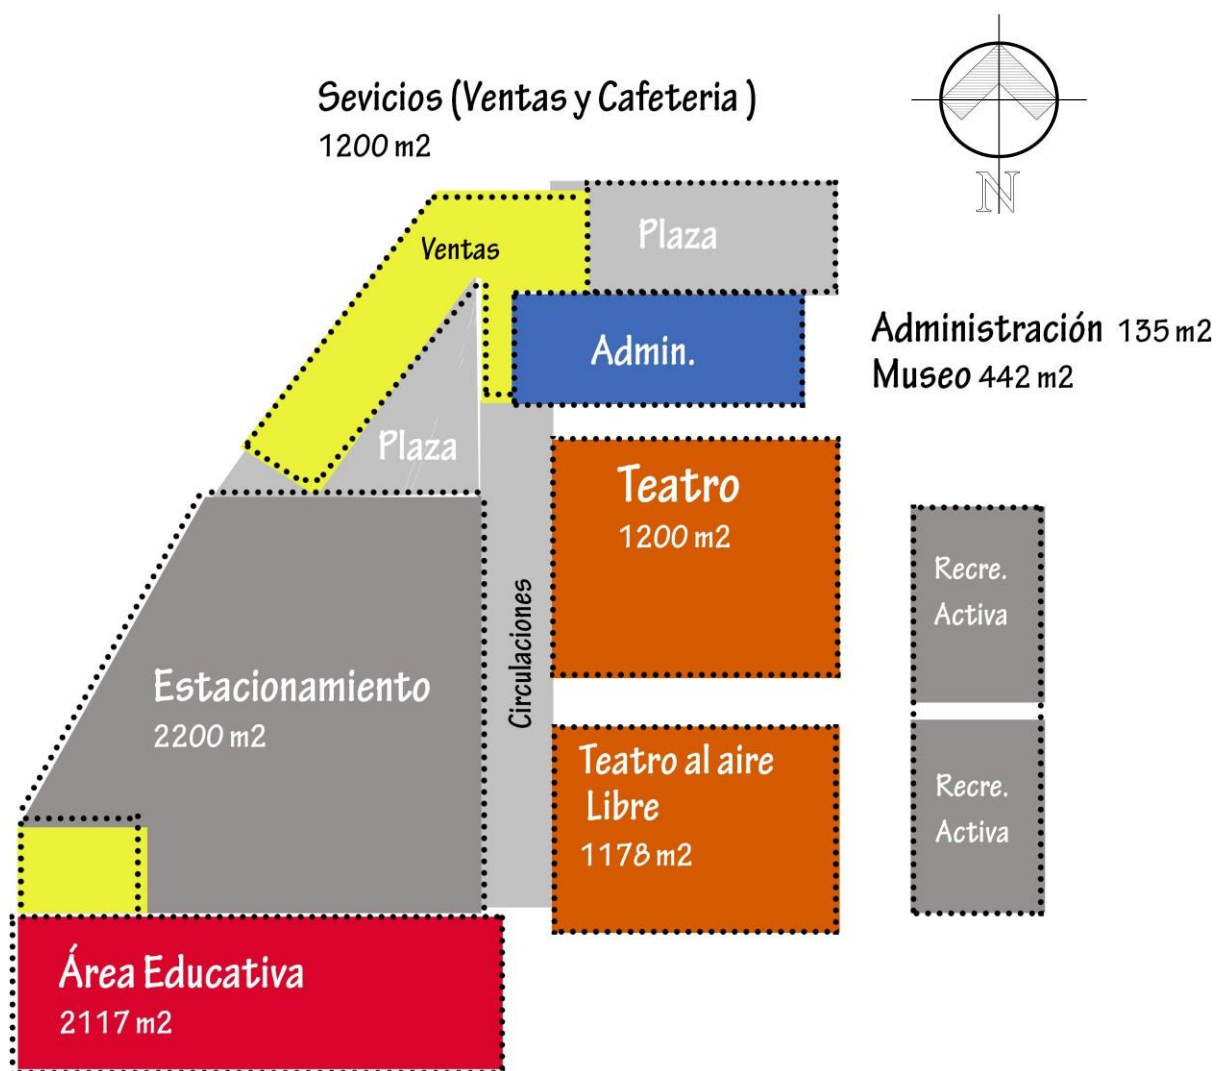 Sevicios (Ventas y Cafeteria )
1200 m2
N
Ventas
Plaza
Admin.
Administración 135 m2
Museo 442 m2
Plaza
Teatro
1200 m2
Recre.
Activa
Circulaciones
Estacionamiento
2200 m2
Teatro al aire
Libre
1178 m2
Recre.
Activa
Área Educativa
2117 m2